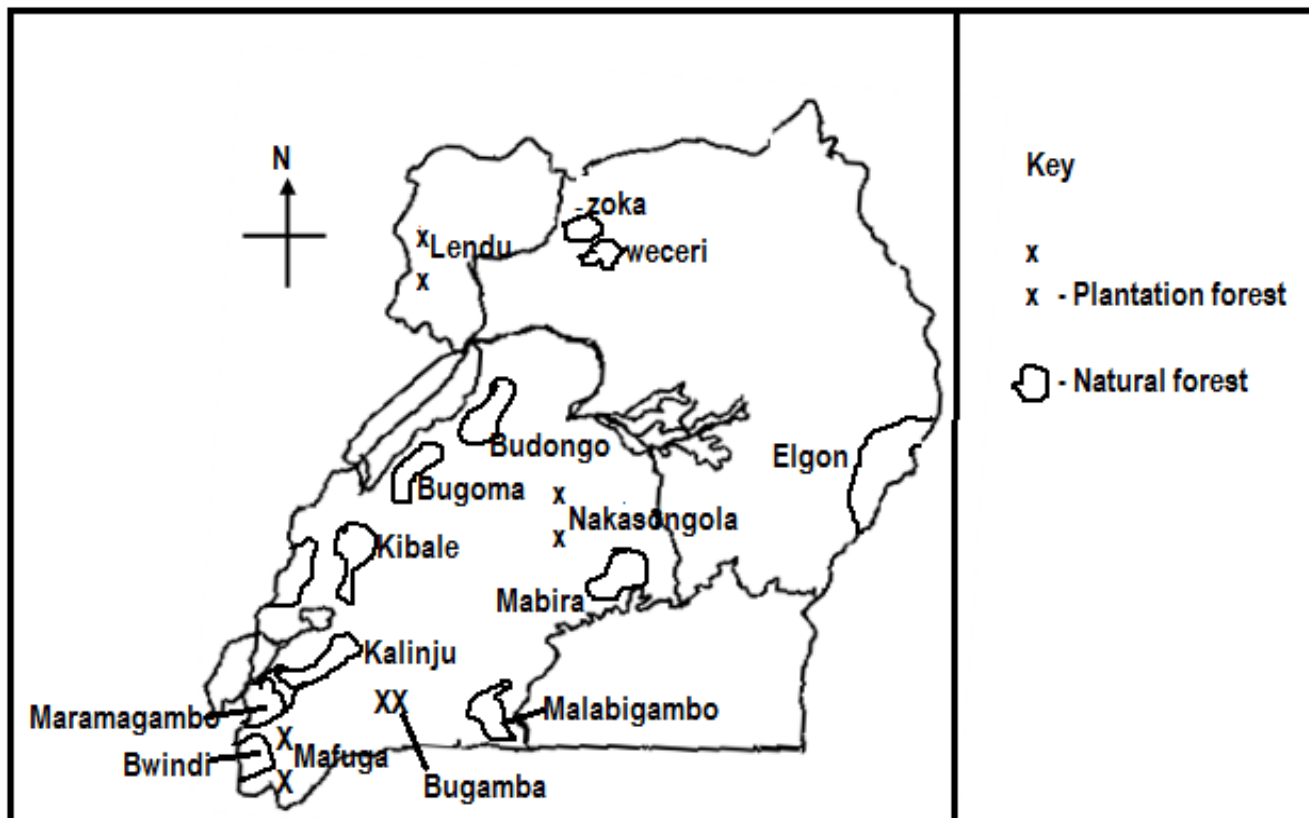 N
- zoka
weceri
x
Lendu
x
Budongo
Bugoma
Elgon
x
Nakasongola
x
Kibale
Mabira
Kalinju
Maramagambo
XX
Malabigambo
Bwindi
X
Mafuga
X
Bugamba
Key
x
x - Plantation forest
- Natural forest